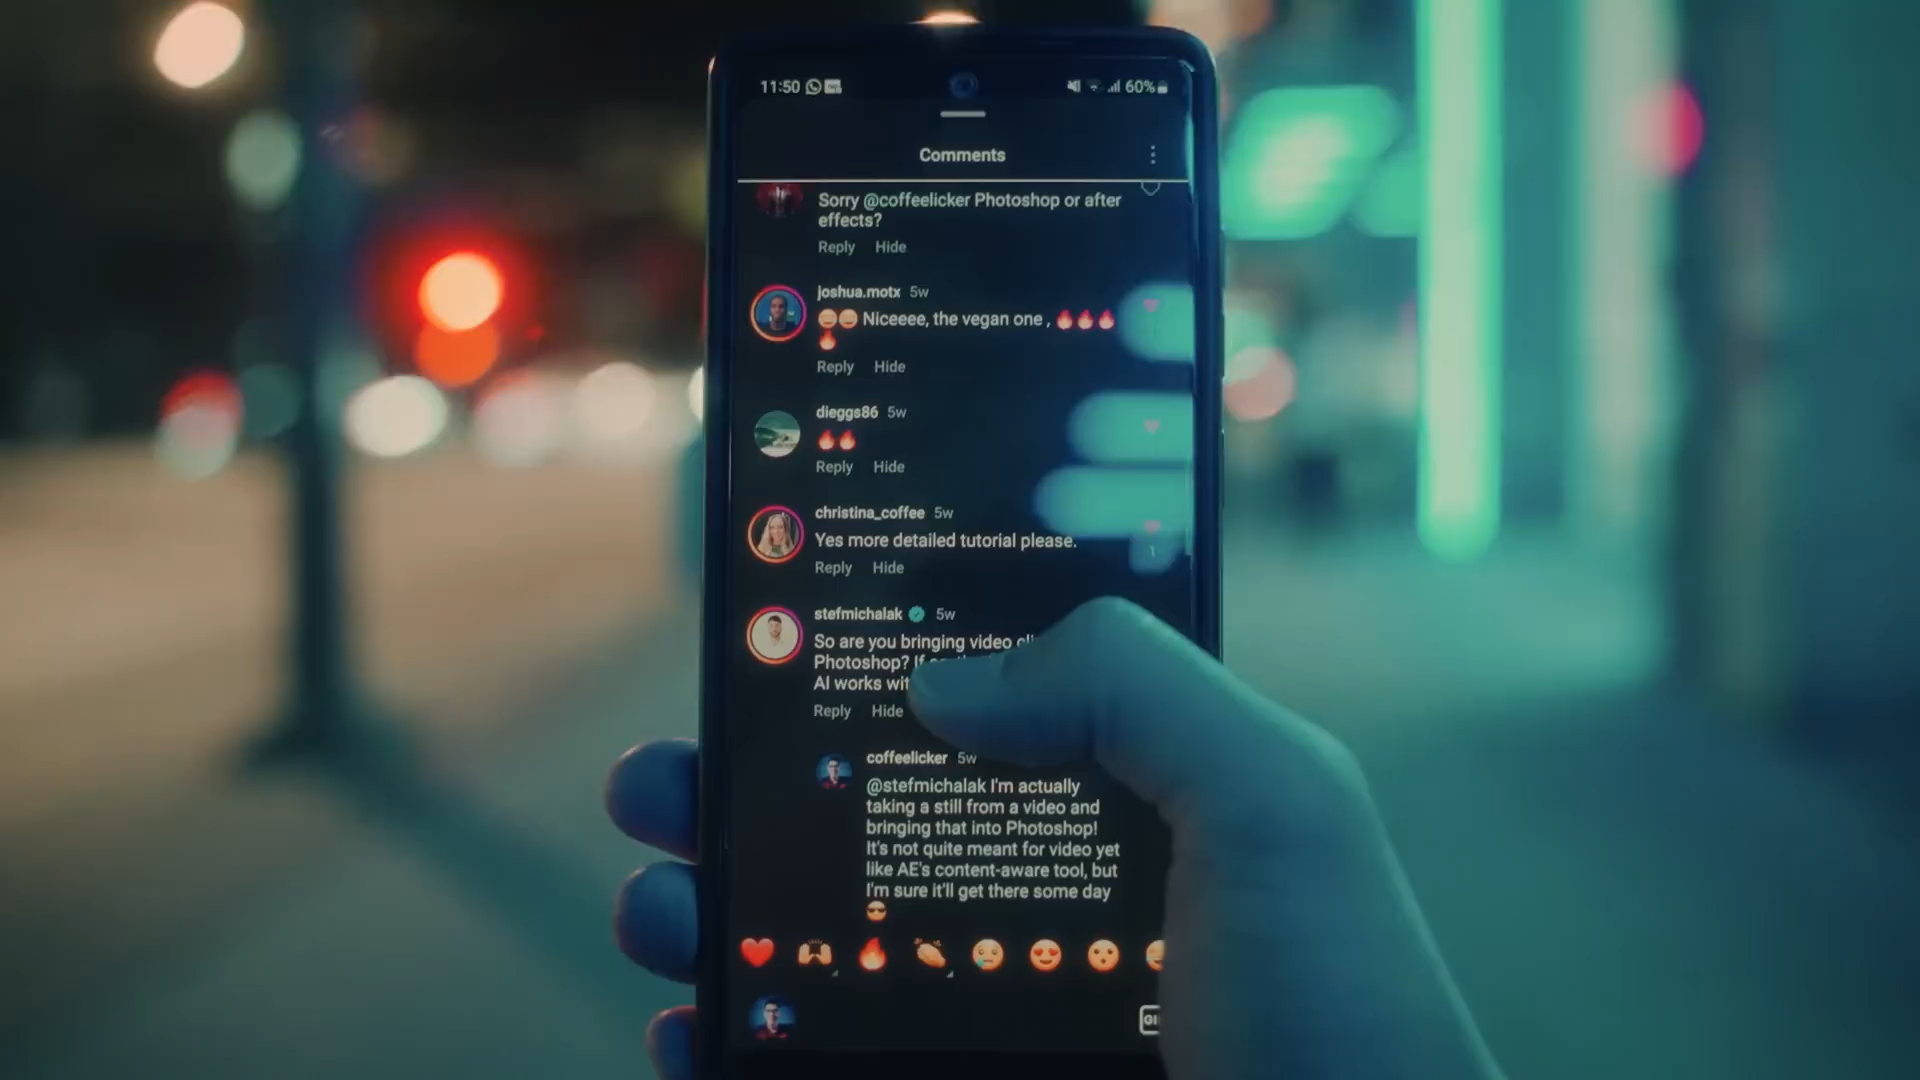 11:50
60%
Comments
Sorry @coffeelicker Photoshop or after
effects?
Reply Hide
joshua.motx 5w
😄😄 Niceeee, the vegan one , 🔥🔥🔥
🔥
Reply Hide
dieggs86 5w
🔥🔥
Reply Hide
christina_coffee 5w
Yes more detailed tutorial please.
1
Reply Hide
stefmichalak 5w
So are you bringing video
Photoshop? If
AI works
Reply Hide
coffeelicker 5w
@stefmichalak I'm actually
taking a still from a video and
bringing that into Photoshop!
It's not quite meant for video yet
like AE's content-aware tool, but
I'm sure it'll get there some day
😎
❤️🙌🔥👏😢😍😮😂